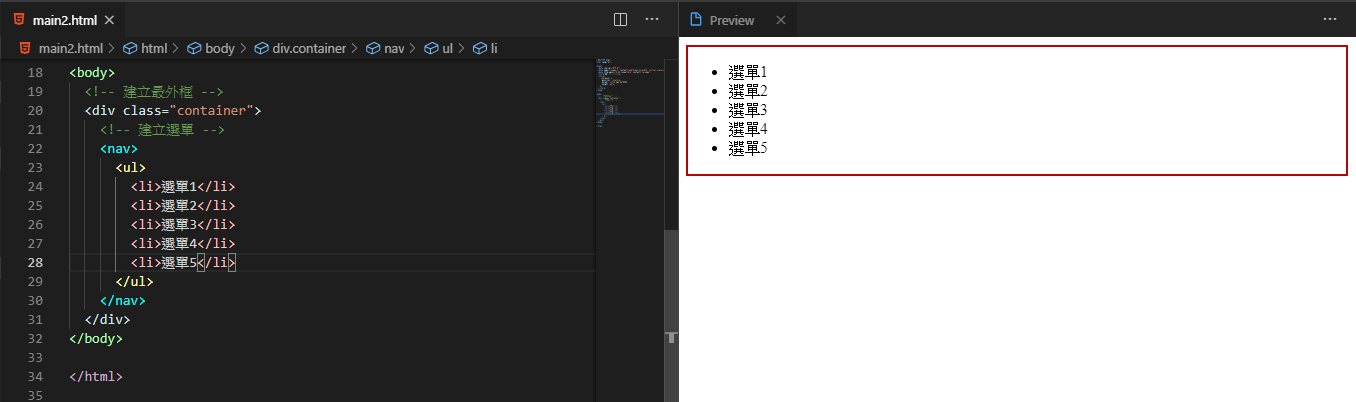 main2.html
Preview
main2.html > html > body > div.container > nav > ul > li
18 <body>
19 <!-- 建立最外框 -->
20 <div class="container">
21 <!-- 建立選單 -->
22 <nav>
23 <ul>
24 <li>選單1</li>
25 <li>選單2</li>
26 <li>選單3</li>
27 <li>選單4</li>
28 <li>選單5</li>
29 </ul>
30 </nav>
31 </div>
32 </body>
33
34 </html>
35
• 選單1
• 選單2
• 選單3
• 選單4
• 選單5